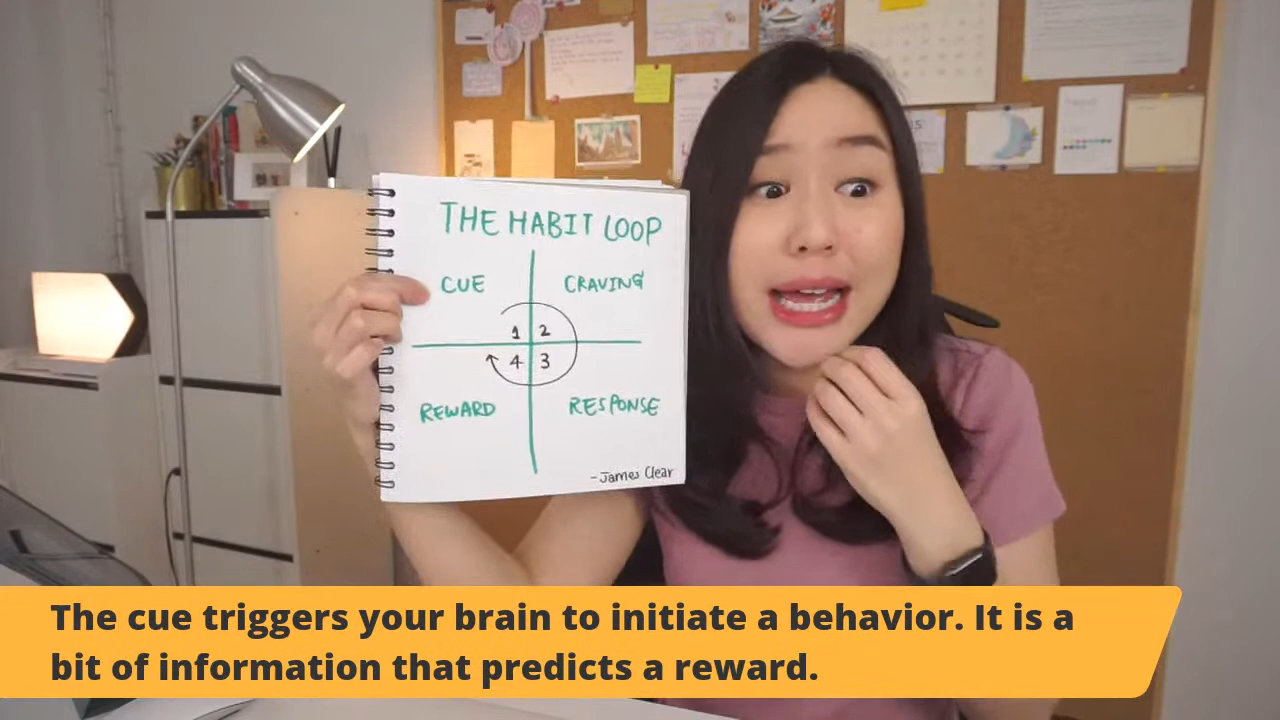 THE HABIT LOOP
CUE
CRAVING
1 2
4 3
REWARD
RESPONSE
-James Clear
The cue triggers your brain to initiate a behavior. It is a
bit of information that predicts a reward.